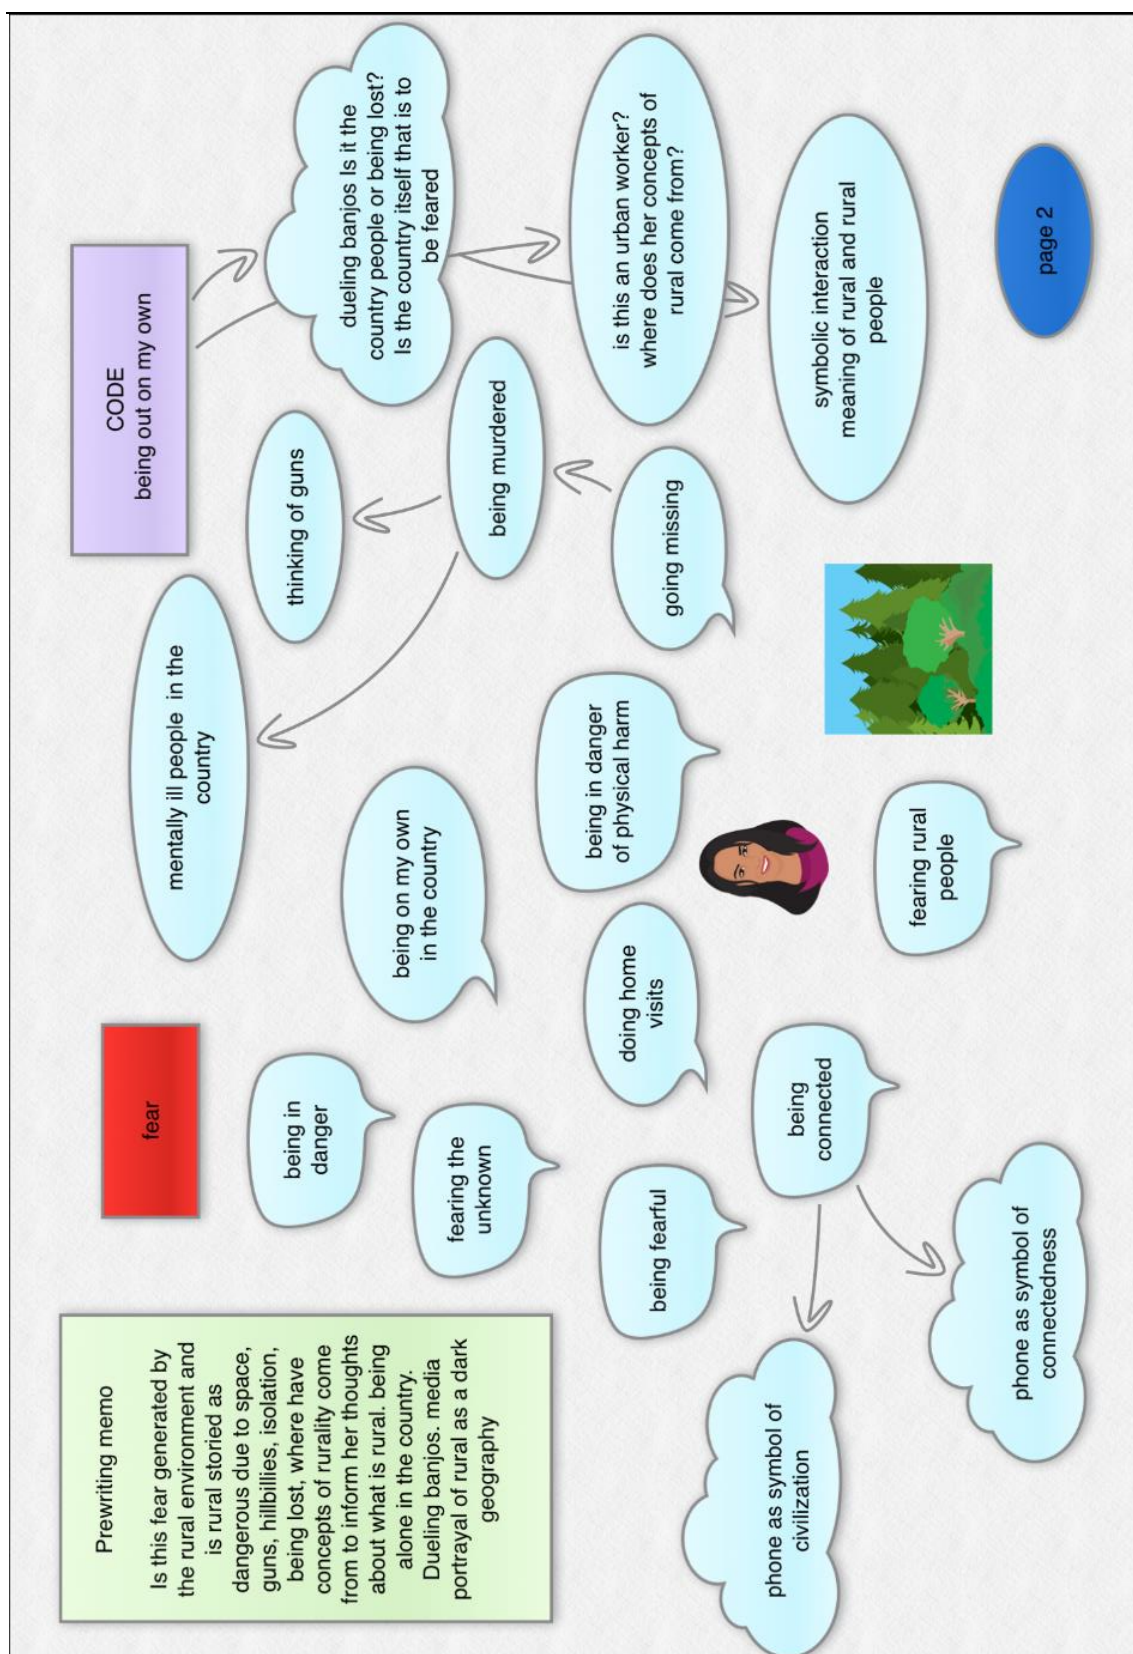 Prewriting memo
Is this fear generated by
the rural environment and
is rural storied as
dangerous due to space,
guns, hillbillies, isolation,
being lost, where have
concepts of rurality come
from to inform her thoughts
about what is rural. being
alone in the country.
Dueling banjos. media
portrayal of rural as a dark
geography
fear
CODE
being out on my own
mentally ill people in the
country
thinking of guns
dueling banjos Is it the
country people or being lost?
Is the country itself that is to
be feared
being in
danger
being on my own
in the country
being murdered
fearing the
unknown
is this an urban worker?
where does her concepts of
rural come from?
being in danger
of physical harm
going missing
doing home
visits
being fearful
being
connected
symbolic interaction
meaning of rural and rural
people
phone as symbol of
civilization
fearing rural
people
phone as symbol of
connectedness
page 2